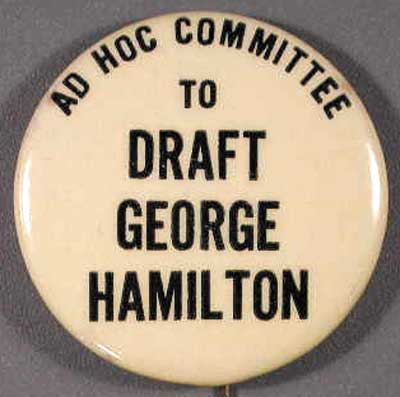 AD HOC COMMITTEE
TO
DRAFT
GEORGE
HAMILTON